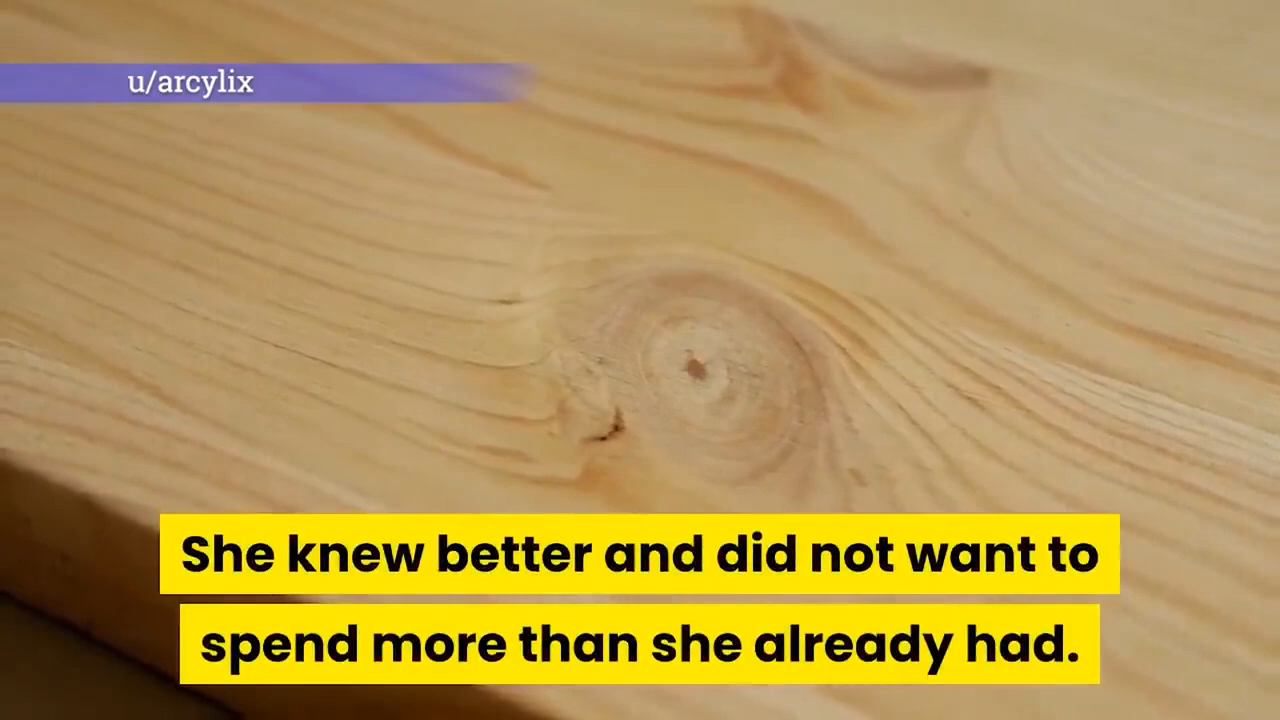 u/arcylix
She knew better and did not want to
spend more than she already had.